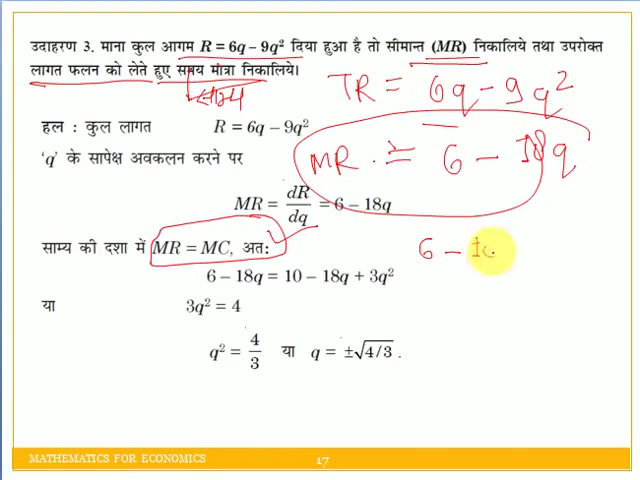 उदाहरण 3. माना कुल आगम R = 6q – 9q² दिया हुआ है तो सीमान्त (MR) निकालिये तथा उपरोक्त
लागत फलन को लेते हुए समय मात्रा निकालिये।
साम्य
TR = 6q – 9q²
हल : कुल लागत R = 6q – 9q²
MR = 6 – 18q
'q' के सापेक्ष अवकलन करने पर
MR = dR/dq = 6 – 18q
साम्य की दशा में MR = MC, अतः
6 –
6 – 18q = 10 – 18q + 3q²
या 3q² = 4
q² = 4/3 या q = ±√4/3 .
MATHEMATICS FOR ECONOMICS 17